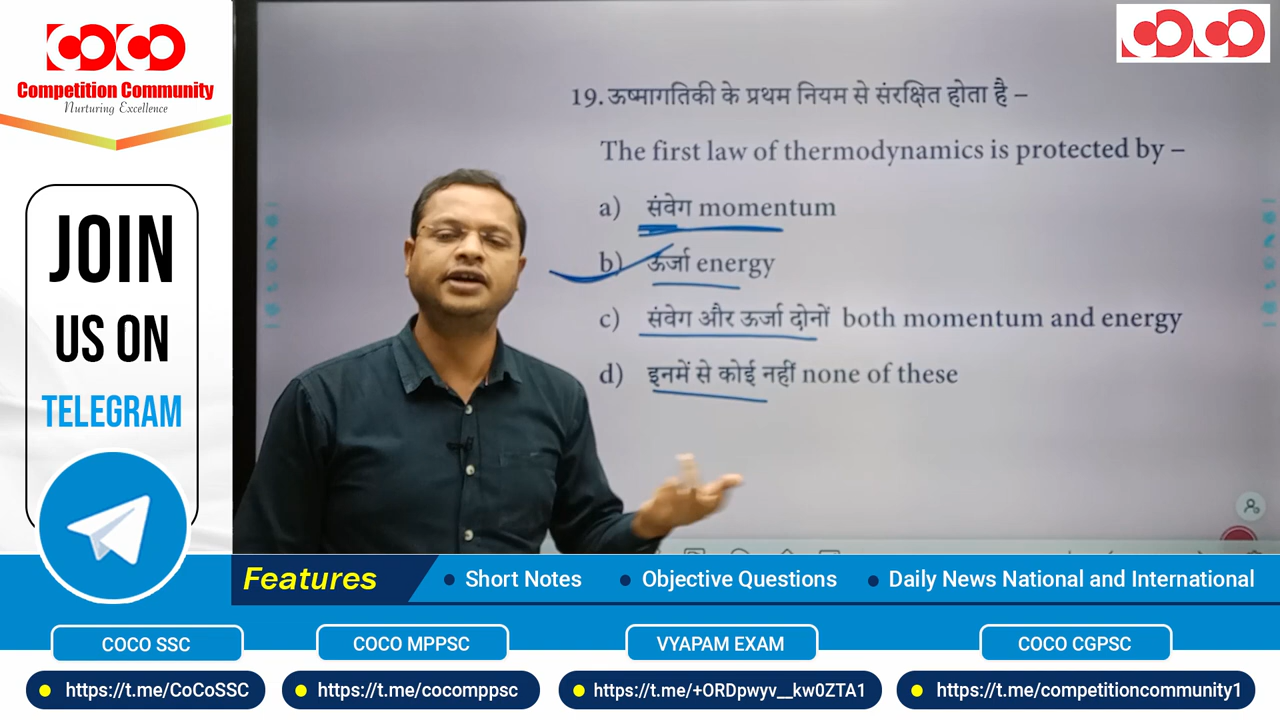 COCO
Competition Community
Nurturing Excellence
JOIN
US ON
TELEGRAM
COCO
19. ऊष्मागतिकी के प्रथम नियम से संरक्षित होता है –
The first law of thermodynamics is protected by –
a) संवेग momentum
b) ऊर्जा energy
c) संवेग और ऊर्जा दोनों both momentum and energy
d) इनमें से कोई नहीं none of these
Features
Short Notes
Objective Questions
Daily News National and International
COCO SSC
COCO MPPSC
VYAPAM EXAM
COCO CGPSC
https://t.me/CoCoSSC
https://t.me/cocomppsc
https://t.me/+ORDpwyv__kw0ZTA1
https://t.me/competitioncommunity1